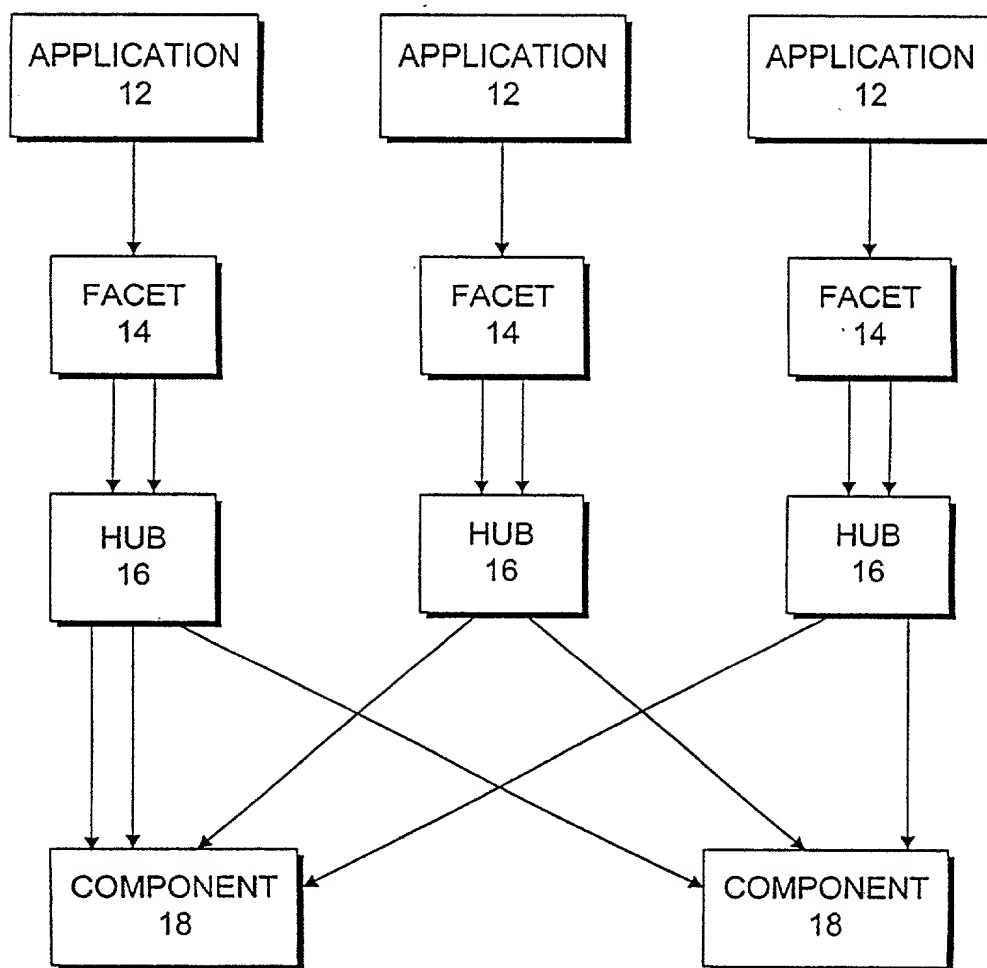 APPLICATION
12
APPLICATION
12
APPLICATION
12
FACET
14
FACET
14
FACET
14
HUB
16
HUB
16
HUB
16
COMPONENT
18
COMPONENT
18